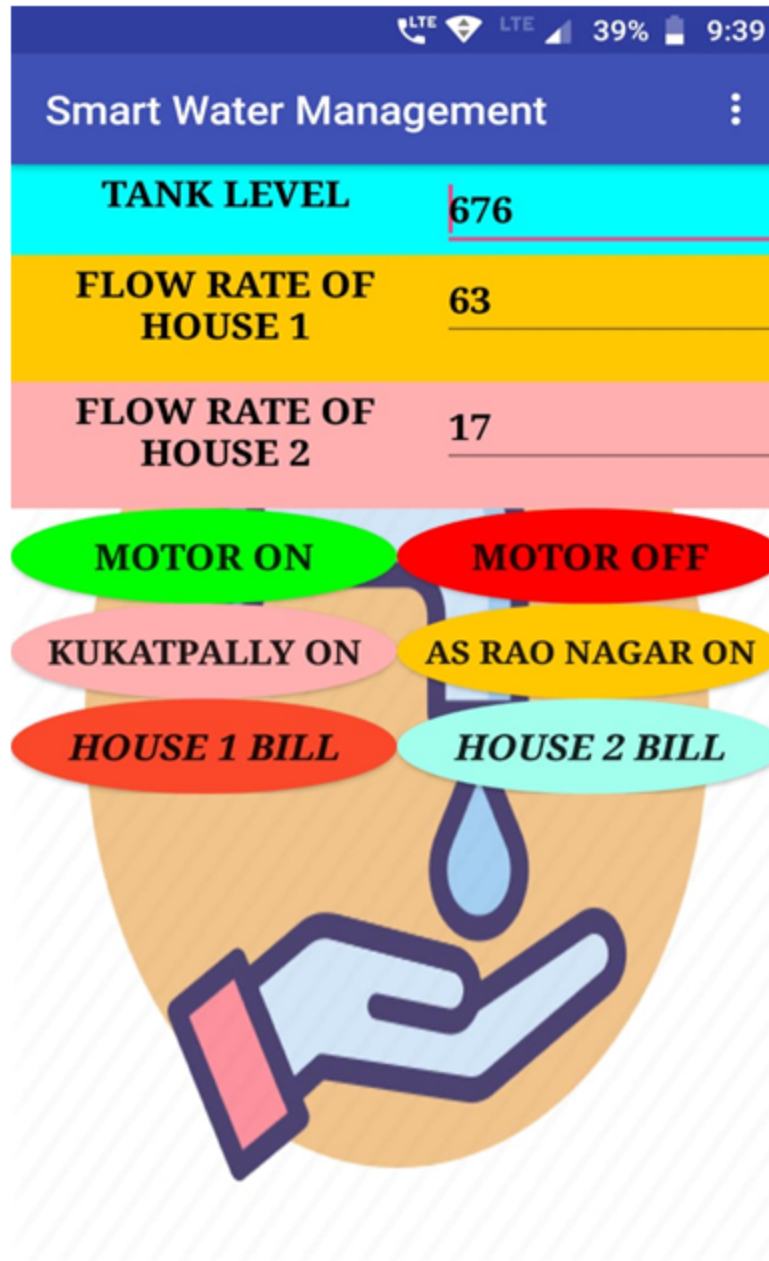 LTE LTE 39% 9:39
Smart Water Management
TANK LEVEL 676
FLOW RATE OF
HOUSE 1
63
FLOW RATE OF
HOUSE 2
17
MOTOR ON MOTOR OFF
KUKATPALLY ON AS RAO NAGAR ON
HOUSE 1 BILL HOUSE 2 BILL